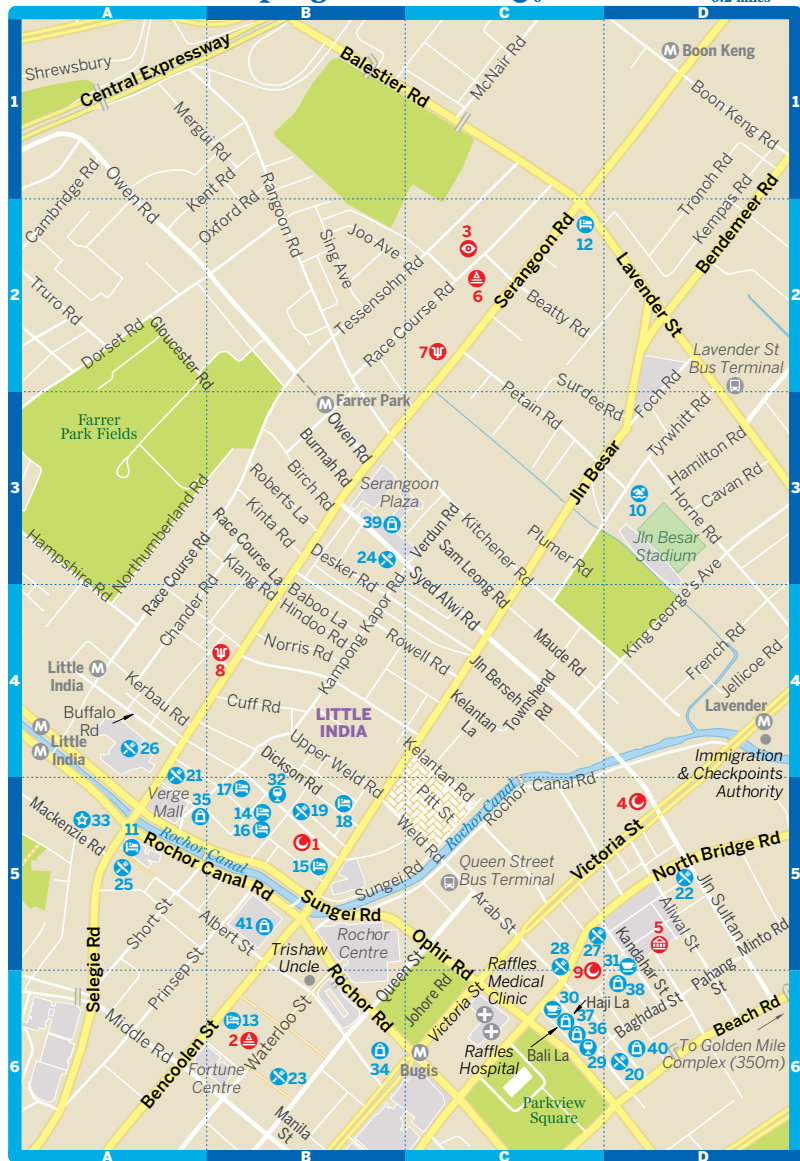 0.2 miles
A
B
C
D
1
Shrewsbury
Central Expressway
Balestier Rd
McNair Rd
Boon Keng
Boon Keng Rd
1
Mergui Rd
Cambridge Rd
Owen Rd
Kent Rd
Oxford Rd
Rangoon Rd
Sing Ave
Joo Ave
Tessensohn Rd
Race Course Rd
3
6
7
Serangoon Rd
12
Tronoh Rd
Kempas Rd
Bendemeer Rd
Lavender St
Beatty Rd
2
2
Truro Rd
Dorset Rd
Gloucester Rd
Lavender St
Bus Terminal
Farrer Park
Petain Rd
Surdee Rd
Foch Rd
Tyrwhitt Rd
Hamilton Rd
Cavan Rd
Horne Rd
Farrer
Park Fields
Owen Rd
Burmah Rd
Birch Rd
Roberts La
Kinta Rd
Serangoon
Plaza
39
24
Jln Besar
10
Jln Besar
Stadium
3
3
Hampshire Rd
Northumberland Rd
Race Course Rd
Chander Rd
Race Course La
Klang Rd
Desker Rd
Baboo La
Hindoo Rd
Norris Rd
Kampong Kapor Rd
Verdun Rd
Sam Leong Rd
Syed Alwi Rd
Kitchener Rd
Plumer Rd
King George's Ave
Rowell Rd
Maude Rd
Jln Berseh
Townshend
Rd
Kelantan
La
French Rd
Jellicoe Rd
Lavender
4
4
Little
India
Kerbau Rd
8
Cuff Rd
LITTLE
INDIA
Buffalo
Rd
Little
India
26
Dickson Rd
Upper Weld Rd
Kelantan Rd
Pitt St
Weld Rd
Rochor Canal
Rochor Canal Rd
Immigration
& Checkpoints
Authority
21
17
32
Verge
Mall
35
14
16
19
18
1
15
4
Mackenzie Rd
33
11
25
Rochor Canal
Rochor Canal Rd
Sungei Rd
Sungei Rd
Queen Street
Bus Terminal
Victoria St
North Bridge Rd
22
5
5
Selegie Rd
Short St
Albert St
41
Prinsep St
Trishaw
Uncle
Rochor
Centre
Rochor Rd
Ophir Rd
Queen St
Arab St
Raffles
Medical
Clinic
28
27
9
31
38
Kandahar St
5
Aliwal St
Jln Sultan
Minto Rd
Pahang
St
Baghdad St
Beach Rd
30
Haji La
37
36
Bali La
29
40
20
To Golden Mile
Complex (350m)
Middle Rd
Bencoolen St
13
2
Waterloo St
Fortune
Centre
23
Manila
St
34
Johore Rd
Victoria St
Bugis
Raffles
Hospital
Parkview
Square
6
6
A
B
C
D